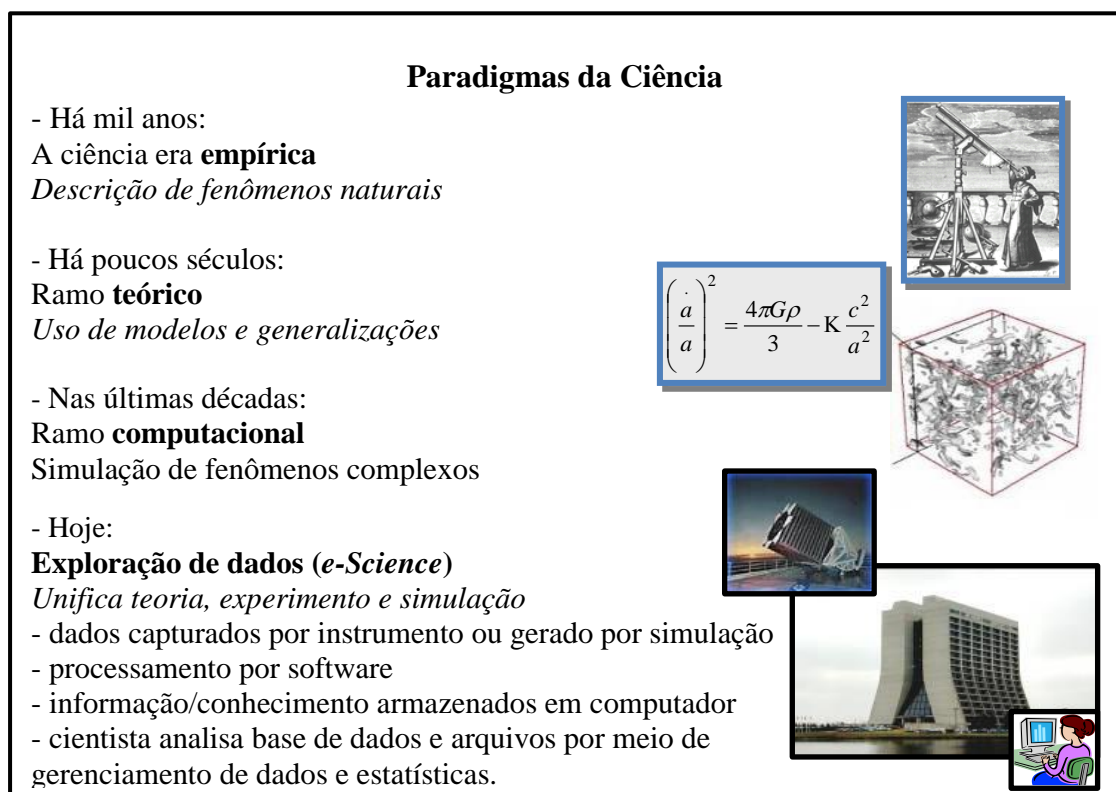 Paradigmas da Ciência
- Há mil anos:
A ciência era empírica
Descrição de fenômenos naturais
- Há poucos séculos:
Ramo teórico
Uso de modelos e generalizações
(ȧ/a)² = 4πGρ/3 − K c²/a²
- Nas últimas décadas:
Ramo computacional
Simulação de fenômenos complexos
- Hoje:
Exploração de dados (e-Science)
Unifica teoria, experimento e simulação
- dados capturados por instrumento ou gerado por simulação
- processamento por software
- informação/conhecimento armazenados em computador
- cientista analisa base de dados e arquivos por meio de
gerenciamento de dados e estatísticas.